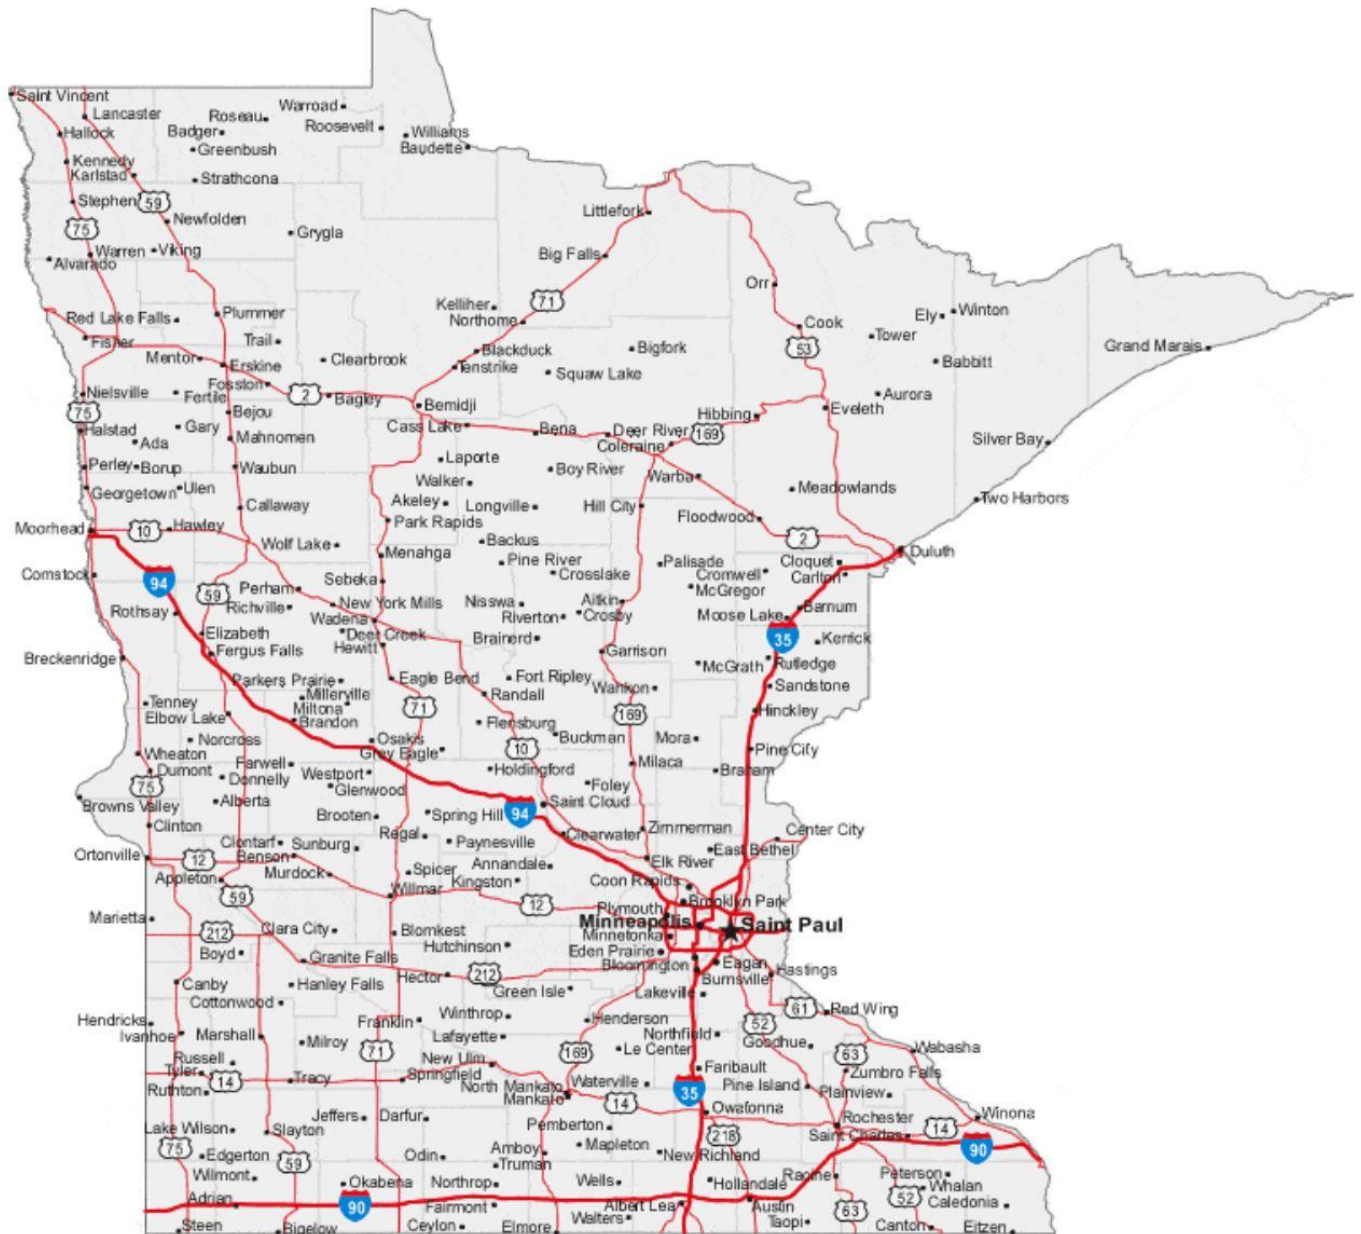 Saint Vincent
Lancaster
Warroad
Roseau
Roosevelt
Hallock
Badger
Williams
Baudette
Greenbush
Kennedy
Karlstad
Strathcona
Stephen
59
Newfolden
Littlefork
75
Grygla
Warren
Viking
Alvarado
Big Falls
Orr
71
Kelliher
Northome
Red Lake Falls
Plummer
Cook
Ely
Winton
Fisher
Trail
53
Tower
Grand Marais
Mentor
Erskine
Clearbrook
Blackduck
Bigfork
Babbitt
Tenstrike
Squaw Lake
Nielsville
Fosston
Fertile
2
Bagley
Aurora
75
Bejou
Bemidji
Hibbing
Eveleth
Halstad
Gary
Cass Lake
Bena
Deer River
169
Ada
Mahnomen
Coleraine
Silver Bay
Perley
Borup
Waubun
Laporte
Boy River
Walker
Warba
Georgetown
Ulen
Meadowlands
Two Harbors
Callaway
Akeley
Longville
Hill City
Park Rapids
Floodwood
Moorhead
10
Hawley
2
Wolf Lake
Backus
Duluth
Menahga
Pine River
Palisade
Cloquet
Comstock
94
Crosslake
Cromwell
Carlton
Sebeka
Perham
McGregor
59
Richville
New York Mills
Nisswa
Aitkin
Barnum
Rothsay
Wadena
Riverton
Crosby
Moose Lake
Elizabeth
Deer Creek
Brainerd
35
Kerrick
Fergus Falls
Hewitt
Garrison
Breckenridge
McGrath
Rutledge
Parkers Prairie
Eagle Bend
Fort Ripley
Wahkon
Sandstone
Millerville
Randall
Tenney
Miltona
71
169
Hinckley
Elbow Lake
Brandon
Flensburg
Norcross
Osakis
Buckman
Mora
Wheaton
Grey Eagle
10
Pine City
Farwell
Milaca
Dumont
Donnelly
Westport
Holdingford
Braham
75
Glenwood
Foley
Browns Valley
Alberta
Saint Cloud
94
Brooten
Spring Hill
Clinton
Regal
Clearwater
Zimmerman
Center City
Clontarf
Sunburg
Paynesville
East Bethel
Ortonville
12
Benson
Annandale
Elk River
Murdock
Spicer
Appleton
Kingston
Coon Rapids
59
Willmar
12
Brooklyn Park
Marietta
Plymouth
Minneapolis
Saint Paul
212
Clara City
Blomkest
Minnetonka
Hutchinson
Boyd
Eden Prairie
Granite Falls
Bloomington
Eagan
Hector
212
Hastings
Canby
Hanley Falls
Burnsville
Green Isle
Lakeville
Cottonwood
61
Red Wing
Hendricks
Franklin
Winthrop
Henderson
52
Ivanhoe
Marshall
Lafayette
Northfield
Milroy
Goodhue
71
169
Le Center
63
Wabasha
Russell
New Ulm
Faribault
Tyler
Zumbro Falls
14
Tracy
Springfield
North Mankato
Waterville
35
Pine Island
Ruthton
Mankato
Plainview
14
Owatonna
Jeffers
Darfur
Rochester
Winona
Lake Wilson
Slayton
Pemberton
218
Saint Charles
14
75
Amboy
Mapleton
90
Edgerton
59
Odin
Truman
New Richland
Wilmont
Okabena
Northrop
Wells
Hollandale
Racine
Peterson
Whalan
Adrian
90
Fairmont
Albert Lea
Austin
63
52
Caledonia
Walters
Taopi
Steen
Bigelow
Ceylon
Elmore
Canton
Eitzen